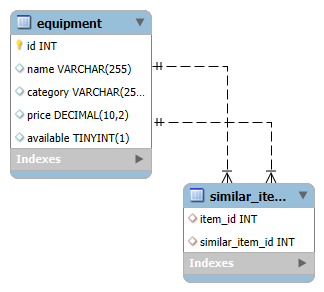 equipment
id INT
name VARCHAR(255)
category VARCHAR(25...
price DECIMAL(10,2)
available TINYINT(1)
Indexes
similar_ite...
item_id INT
similar_item_id INT
Indexes